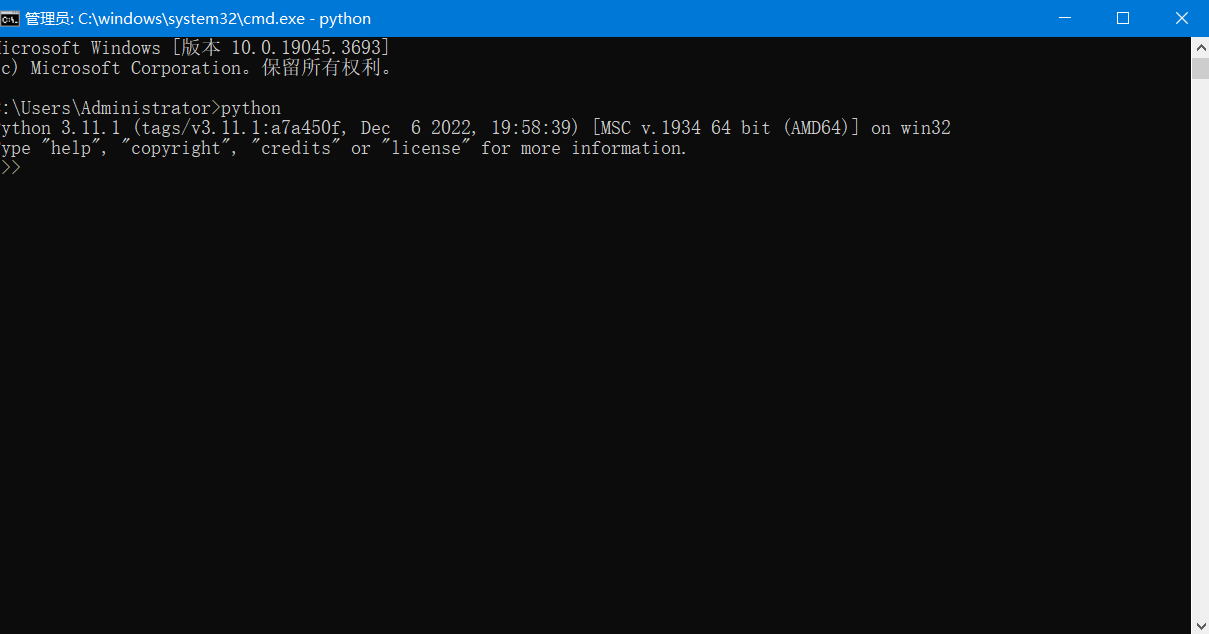 管理员: C:\windows\system32\cmd.exe - python
icrosoft Windows [版本 10.0.19045.3693]
c) Microsoft Corporation。保留所有权利。
:\Users\Administrator>python
ython 3.11.1 (tags/v3.11.1:a7a450f, Dec  6 2022, 19:58:39) [MSC v.1934 64 bit (AMD64)] on win32
ype "help", "copyright", "credits" or "license" for more information.
>>